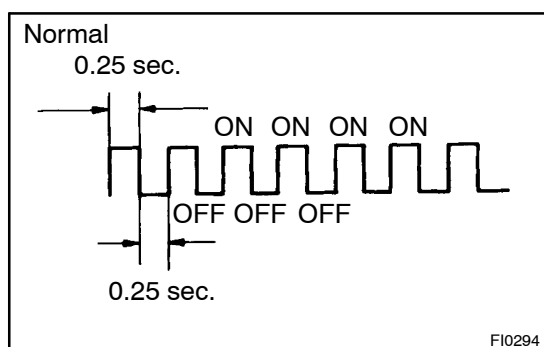 Normal
0.25 sec.
ON ON ON ON
OFF OFF OFF
0.25 sec.
FI0294